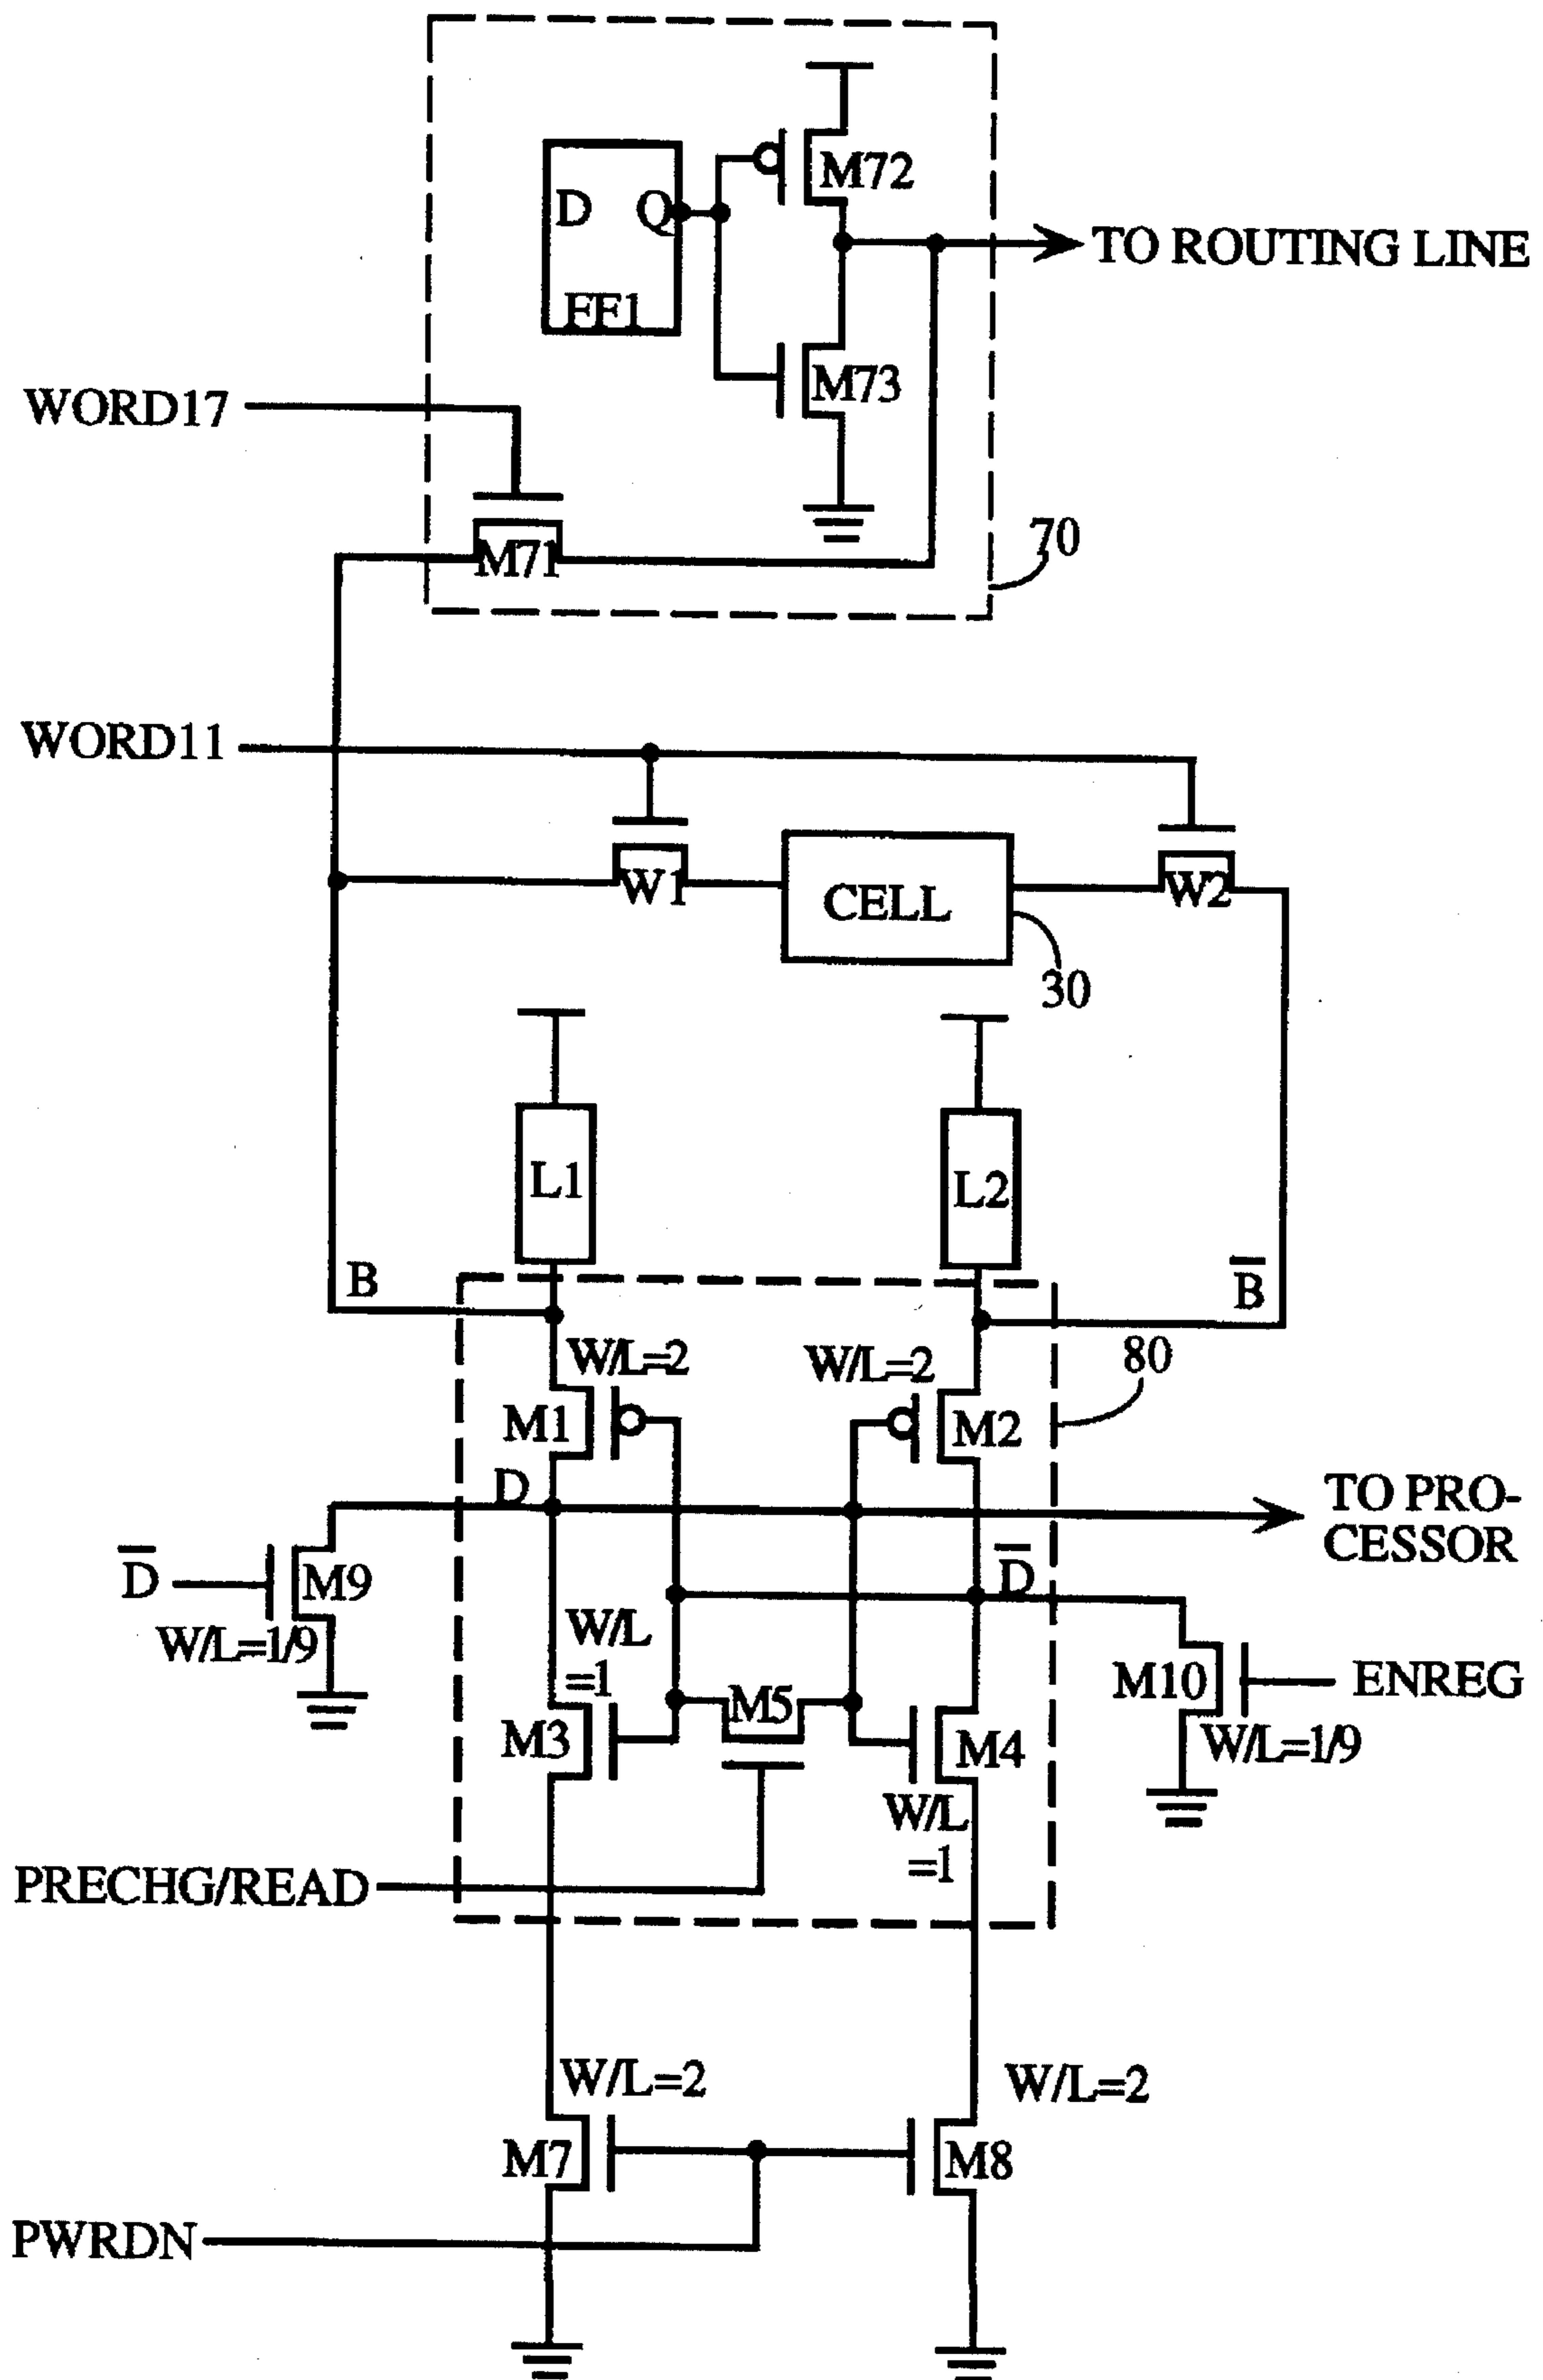 M72
D Q
FF1
TO ROUTING LINE
M73
WORD17
M71
70
WORD11
W1
CELL
W2
30
L1
L2
B
B̅
W/L=2
W/L=2
80
M1
M2
D
TO PRO-
CESSOR
D̅
M9
D̅
W/L=1/9
W/L
=1
M5
M10
ENREG
M3
M4
W/L=1/9
W/L
=1
PRECHG/READ
W/L=2
W/L=2
M7
M8
PWRDN